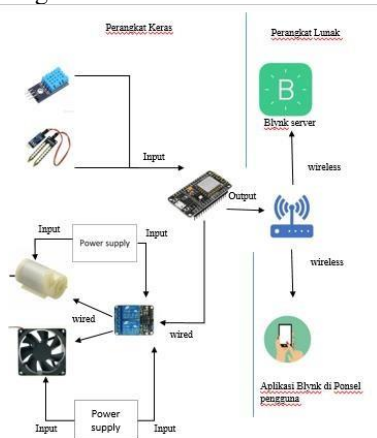 Perangkat Keras
Perangkat Lunak
B
Blynk server
Input
wireless
Output
Input
Power supply
Input
wireless
wired
wired
Aplikasi Blynk di Ponsel
pengguna
Input
Power
supply
Input